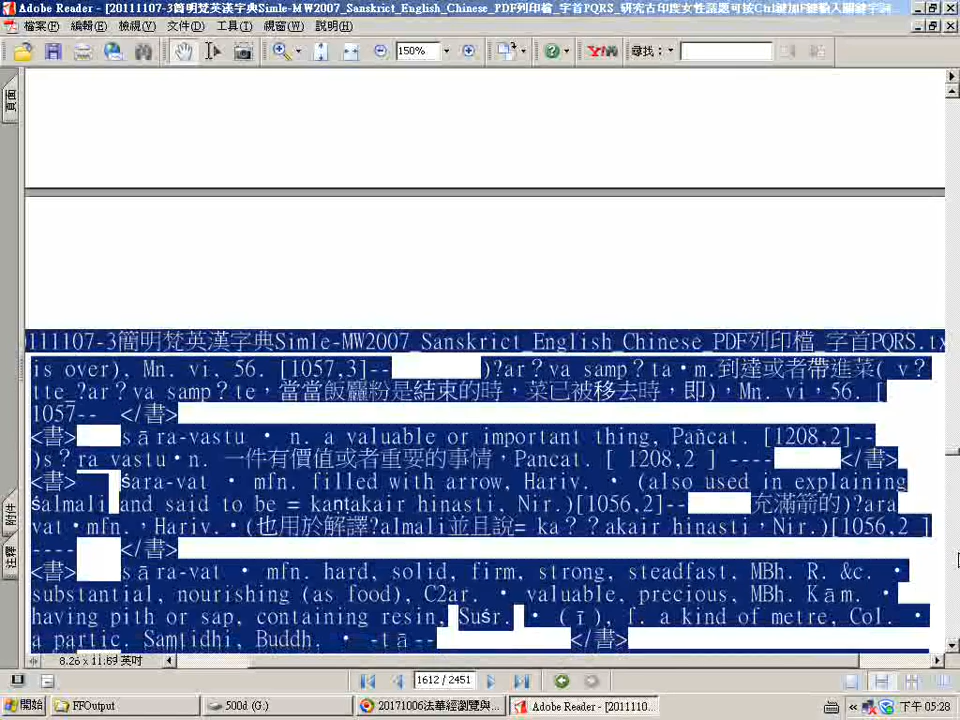 Adobe Reader - [20111107-3簡明梵英漢字典Simle-MW2007_Sanskrict_English_Chinese_PDF列印檔_字首PQRS_研究古印度女性議題可按Ctrl鍵加F鍵輸入關鍵字詞
檔案(F) 編輯(E) 檢視(V) 文件(D) 工具(T) 視窗(W) 說明(H)
150% 尋找:
頁面
111107-3簡明梵英漢字典Simle-MW2007_Sanskrict_English_Chinese_PDF列印檔_字首PQRS.tx
is over), Mn. vi, 56. [1057,3]-- )?ar？va samp？ta‧m.到達或者帶進菜( v？
tte_?ar？va samp？te，當當飯麤粉是結束的時，菜已被移去時，即)，Mn. vi，56. [
1057-- </書>
<書> sāra-vastu ‧ n. a valuable or important thing, Pañcat. [1208,2]--
)s？ra vastu‧n. 一件有價值或者重要的事情，Pancat. [ 1208,2 ] ---- </書>
<書> śara-vat ‧ mfn. filled with arrow, Hariv. ‧ (also used in explaining
śalmali and said to be = kaṇṭakair hinasti, Nir.)[1056,2]-- 充滿箭的)?ara
vat‧mfn.，Hariv.‧(也用於解譯?almali並且說= ka？？akair hinasti，Nir.)[1056,2 ]
---- </書>
<書> sāra-vat ‧ mfn. hard, solid, firm, strong, steadfast, MBh. R. &c. ‧
substantial, nourishing (as food), C2ar. ‧ valuable, precious, MBh. Kām. ‧
having pith or sap, containing resin, Suśr. ‧ (ī), f. a kind of metre, Col. ‧
a partic. Samṭidhi, Buddh. ‧ -tā-- </書>
附件
注釋
8.26 x 11.69 英吋
1612 / 2451
開始 FFOutput 500d (G:) 20171006法華經瀏覽與... Adobe Reader - [2011110... 下午 05:28